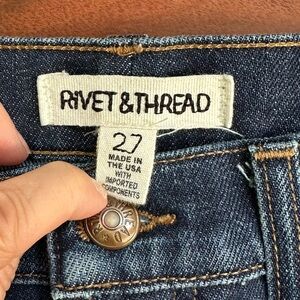 RIVET & THREAD
27
MADE IN
THE USA
WITH
IMPORTED
COMPONENTS